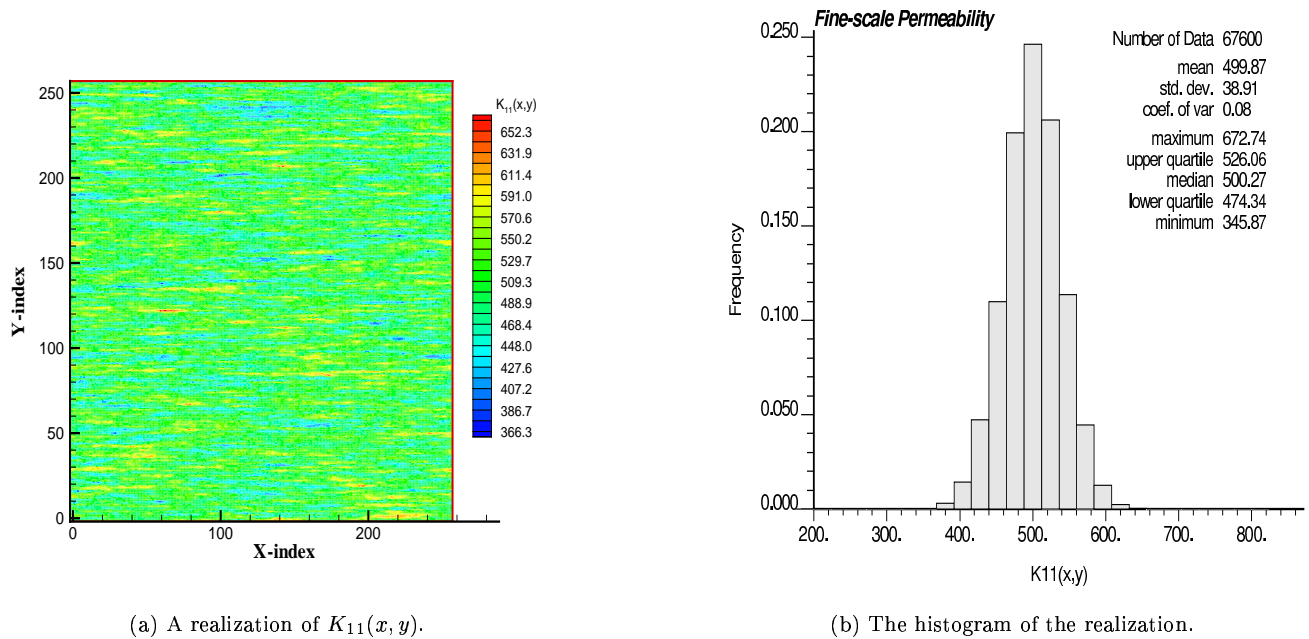 K11(x,y)
652.3
631.9
611.4
591.0
570.6
550.2
529.7
509.3
488.9
468.4
448.0
427.6
407.2
386.7
366.3
250
200
150
100
50
0
Y-index
0 100 200
X-index
(a) A realization of K11(x, y).
Fine-scale Permeability
Number of Data 67600
mean 499.87
std. dev. 38.91
coef. of var 0.08
maximum 672.74
upper quartile 526.06
median 500.27
lower quartile 474.34
minimum 345.87
Frequency
0.250
0.200
0.150
0.100
0.050
0.000
200. 300. 400. 500. 600. 700. 800.
K11(x,y)
(b) The histogram of the realization.